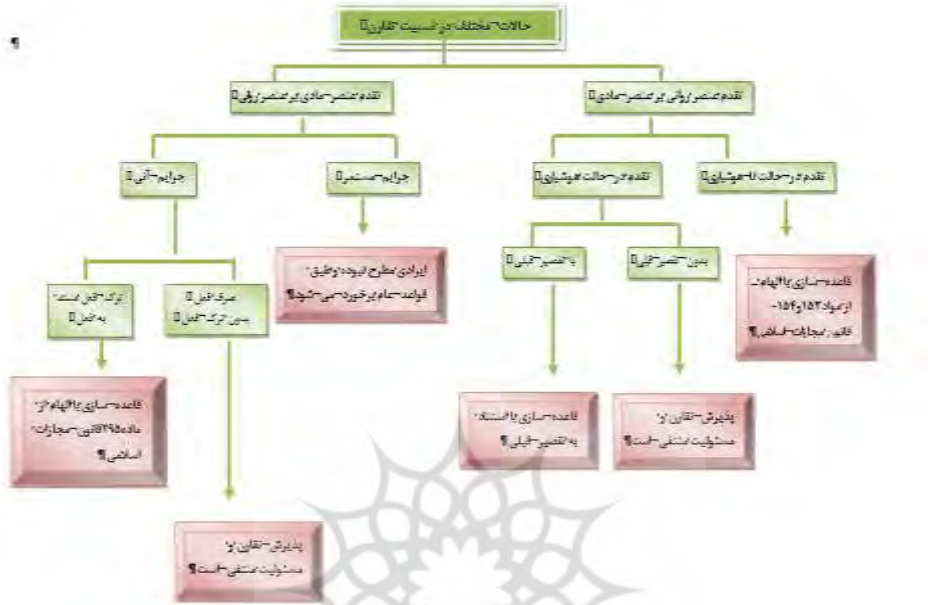 حالات مختلف در نسبیت تقارن
تقدم عنصر روانی بر عنصر مادی
تقدم عنصر مادی بر عنصر روانی
تقدم در حالت نا هوشیاری
تقدم در حالت هوشیاری
جرایم مستمر
جرایم آنی
بدون تقصیر قبلی
با تقصیر قبلی
قاعده سازی با الهام
از مواد ۱۵۳ و ۱۵۴
قانون مجازات اسلامی
ایرادی مطرح نبوده و طبق
قواعد عام برخورد می شود
صرف فعل
بدون ترک فعل
ترک فعل مسبوق
به فعل
پذیرش تقارن و
مسئولیت منتفی است
قاعده سازی با استناد
به تقصیر قبلی
قاعده سازی با الهام از
ماده ۲۹۵ قانون مجازات
اسلامی
پذیرش تقارن و
مسئولیت منتفی است